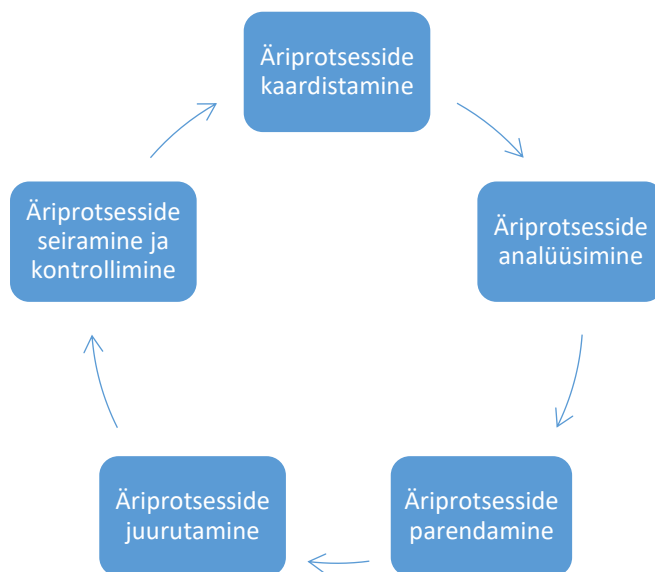 Äriprotsesside
kaardistamine
Äriprotsesside
analüüsimine
Äriprotsesside
parendamine
Äriprotsesside
juurutamine
Äriprotsesside
seiramine ja
kontrollimine